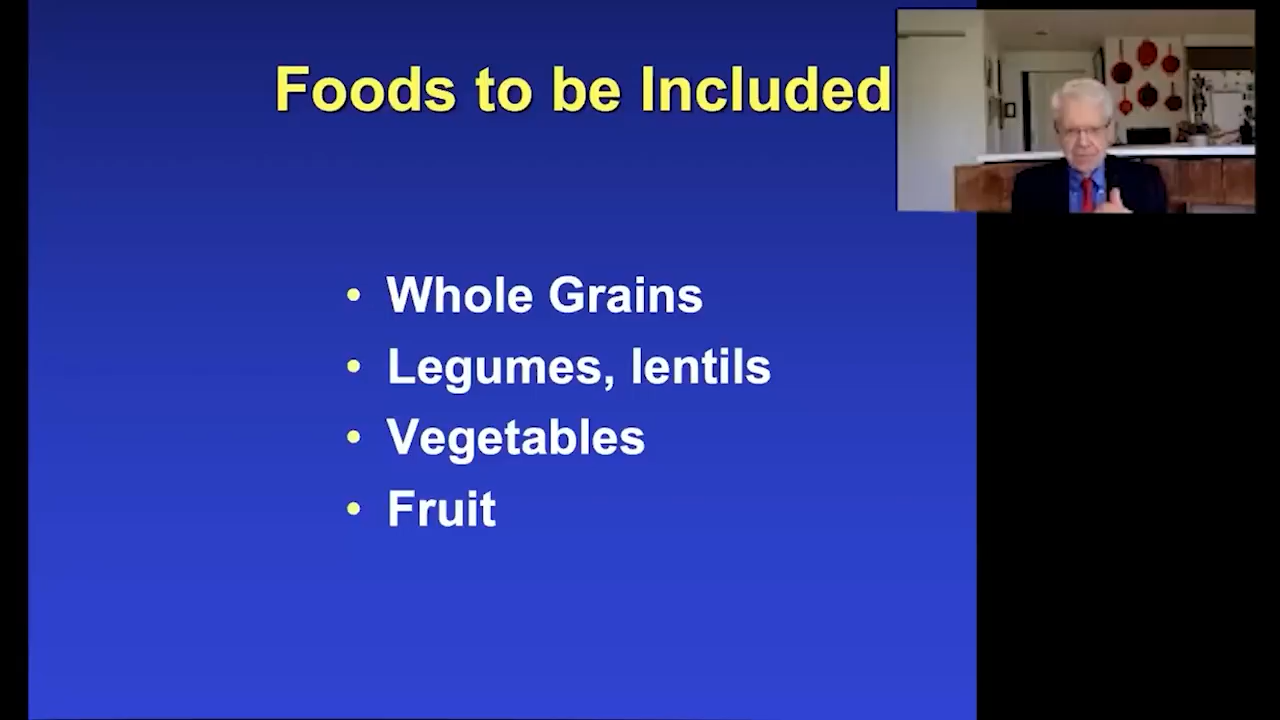 Foods to be Included
• Whole Grains
• Legumes, lentils
• Vegetables
• Fruit